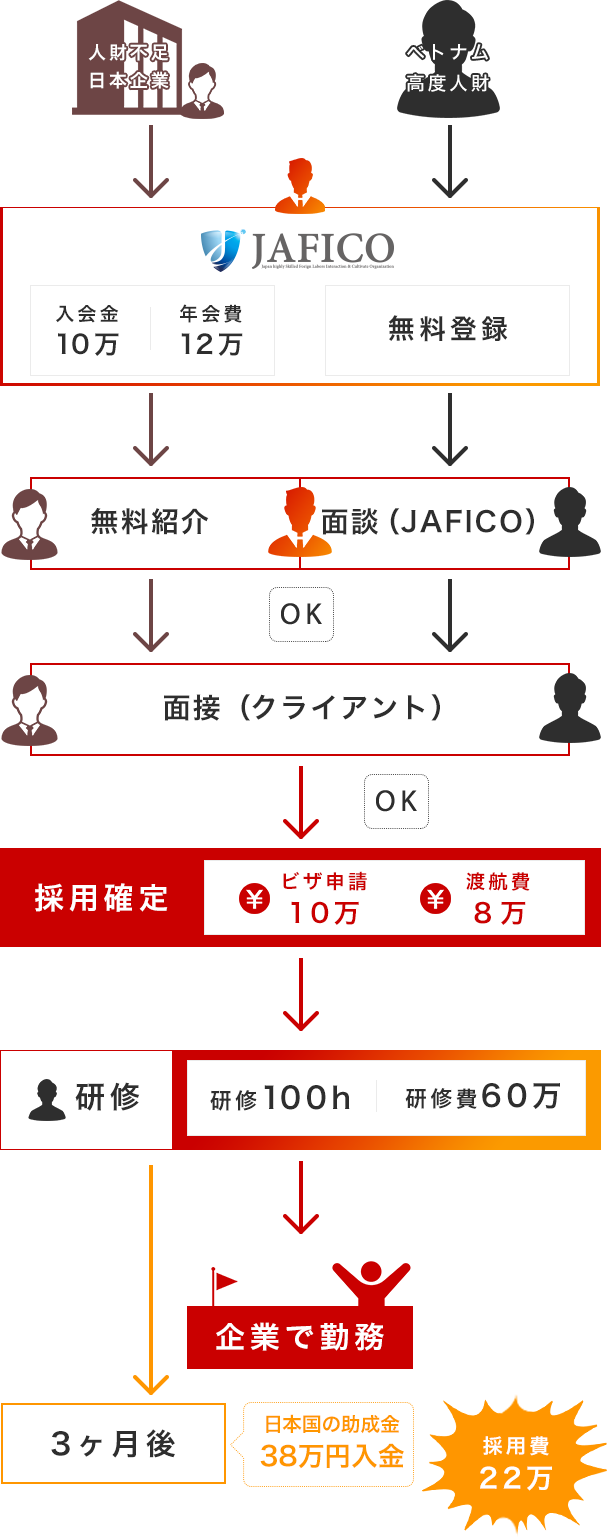 人財不足
日本企業
ベトナム
高度人財
JAFICO
Japan highly Skilled Foreign Labors Interaction & Cultivate Organization
入会金
10万
年会費
12万
無料登録
無料紹介
面談（JAFICO）
OK
面接（クライアント）
OK
採用確定
¥
ビザ申請
10万
¥
渡航費
8万
研修
研修100h
研修費60万
企業で勤務
3ヶ月後
日本国の助成金
38万円入金
採用費
22万